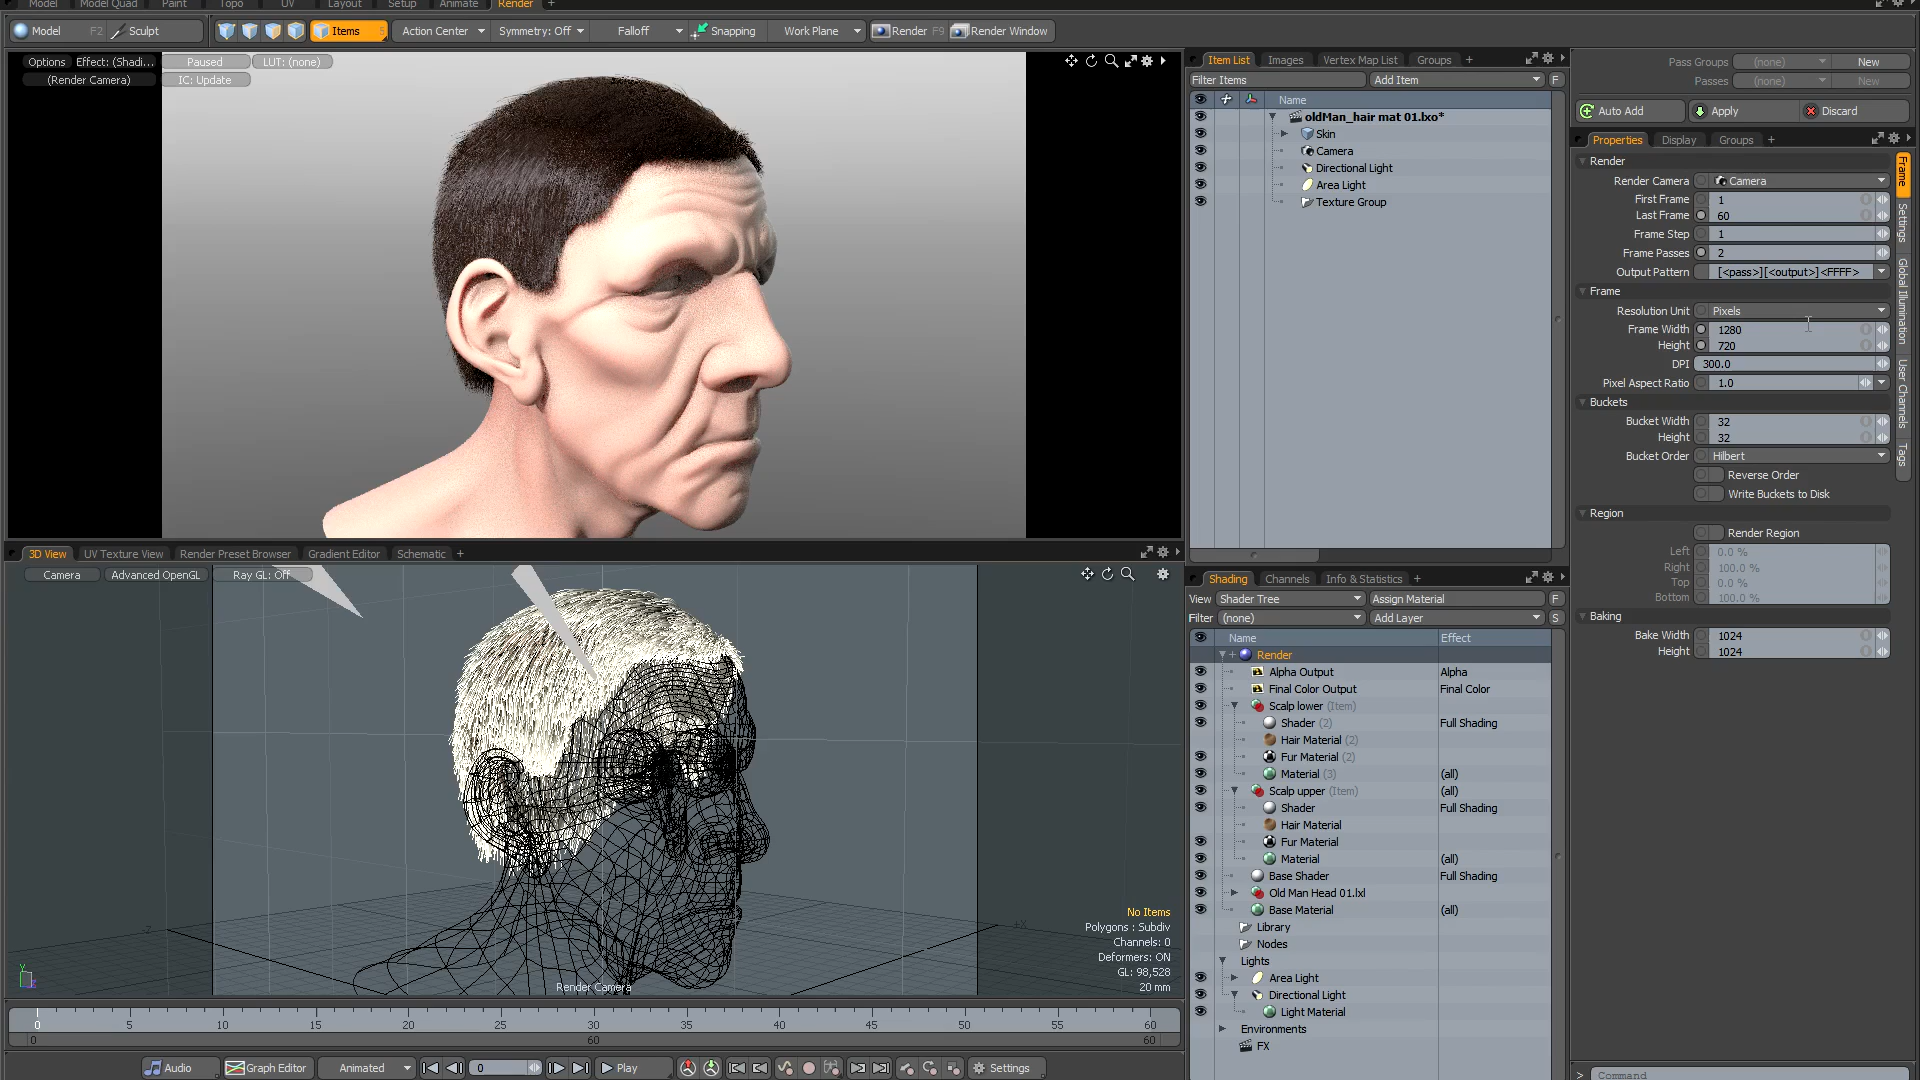 Model Model Quad Paint Topo UV Layout Setup Animate Render +
Model F2 Sculpt Items 5 Action Center Symmetry: Off Falloff Snapping Work Plane Render F9 Render Window
Options Effect: (Shadi... Paused LUT: (none)
(Render Camera) IC: Update
3D View UV Texture View Render Preset Browser Gradient Editor Schematic +
Camera Advanced OpenGL Ray GL: Off
-Z
+X
No Items
Polygons : Subdiv
Channels: 0
Deformers: ON
GL: 98,528
20 mm
Render Camera
Y
0 5 10 15 20 25 30 35 40 45 50 55 60
0 60 60
Audio Graph Editor Animated 0 Play Settings
Item List Images Vertex Map List Groups +
Filter Items Add Item F
Name
oldMan_hair mat 01.lxo*
Skin
Camera
Directional Light
Area Light
Texture Group
Shading Channels Info & Statistics +
View Shader Tree Assign Material F
Filter (none) Add Layer S
Name Effect
Render
Alpha Output Alpha
Final Color Output Final Color
Scalp lower (Item)
Shader (2) Full Shading
Hair Material (2)
Fur Material (2)
Material (3) (all)
Scalp upper (Item) (all)
Shader Full Shading
Hair Material
Fur Material
Material (all)
Base Shader Full Shading
Old Man Head 01.lxl
Base Material (all)
Library
Nodes
Lights
Area Light
Directional Light
Light Material
Environments
FX
Pass Groups (none) New
Passes (none) New
Auto Add Apply Discard
Properties Display Groups +
Render
Render Camera Camera
First Frame 1
Last Frame 60
Frame Step 1
Frame Passes 2
Output Pattern [<pass>][<output>]<FFFF>
Frame
Resolution Unit Pixels
Frame Width 1280
Height 720
DPI 300.0
Pixel Aspect Ratio 1.0
Buckets
Bucket Width 32
Height 32
Bucket Order Hilbert
Reverse Order
Write Buckets to Disk
Region
Render Region
Left 0.0 %
Right 100.0 %
Top 0.0 %
Bottom 100.0 %
Baking
Bake Width 1024
Height 1024
Frame
Settings
Global Illumination
User Channels
Tags
> Command